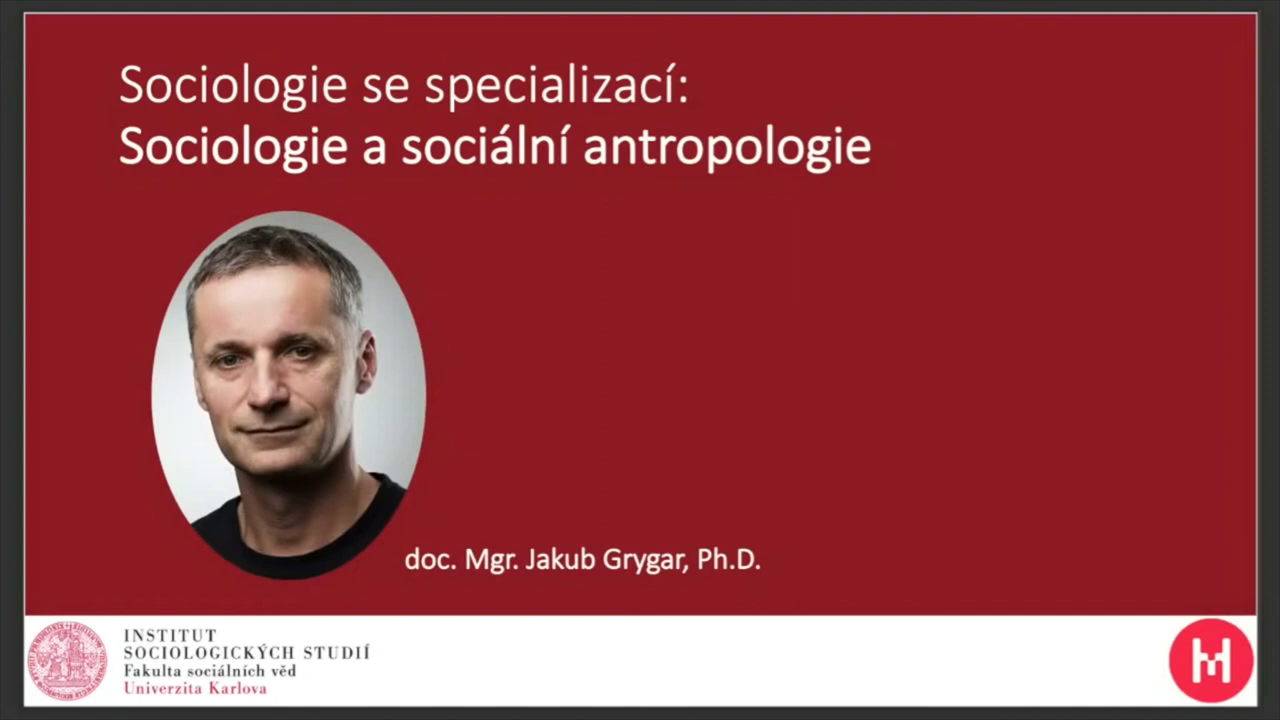 Sociologie se specializací:
Sociologie a sociální antropologie
doc. Mgr. Jakub Grygar, Ph.D.
INSTITUT
SOCIOLOGICKÝCH STUDIÍ
Fakulta sociálních věd
Univerzita Karlova